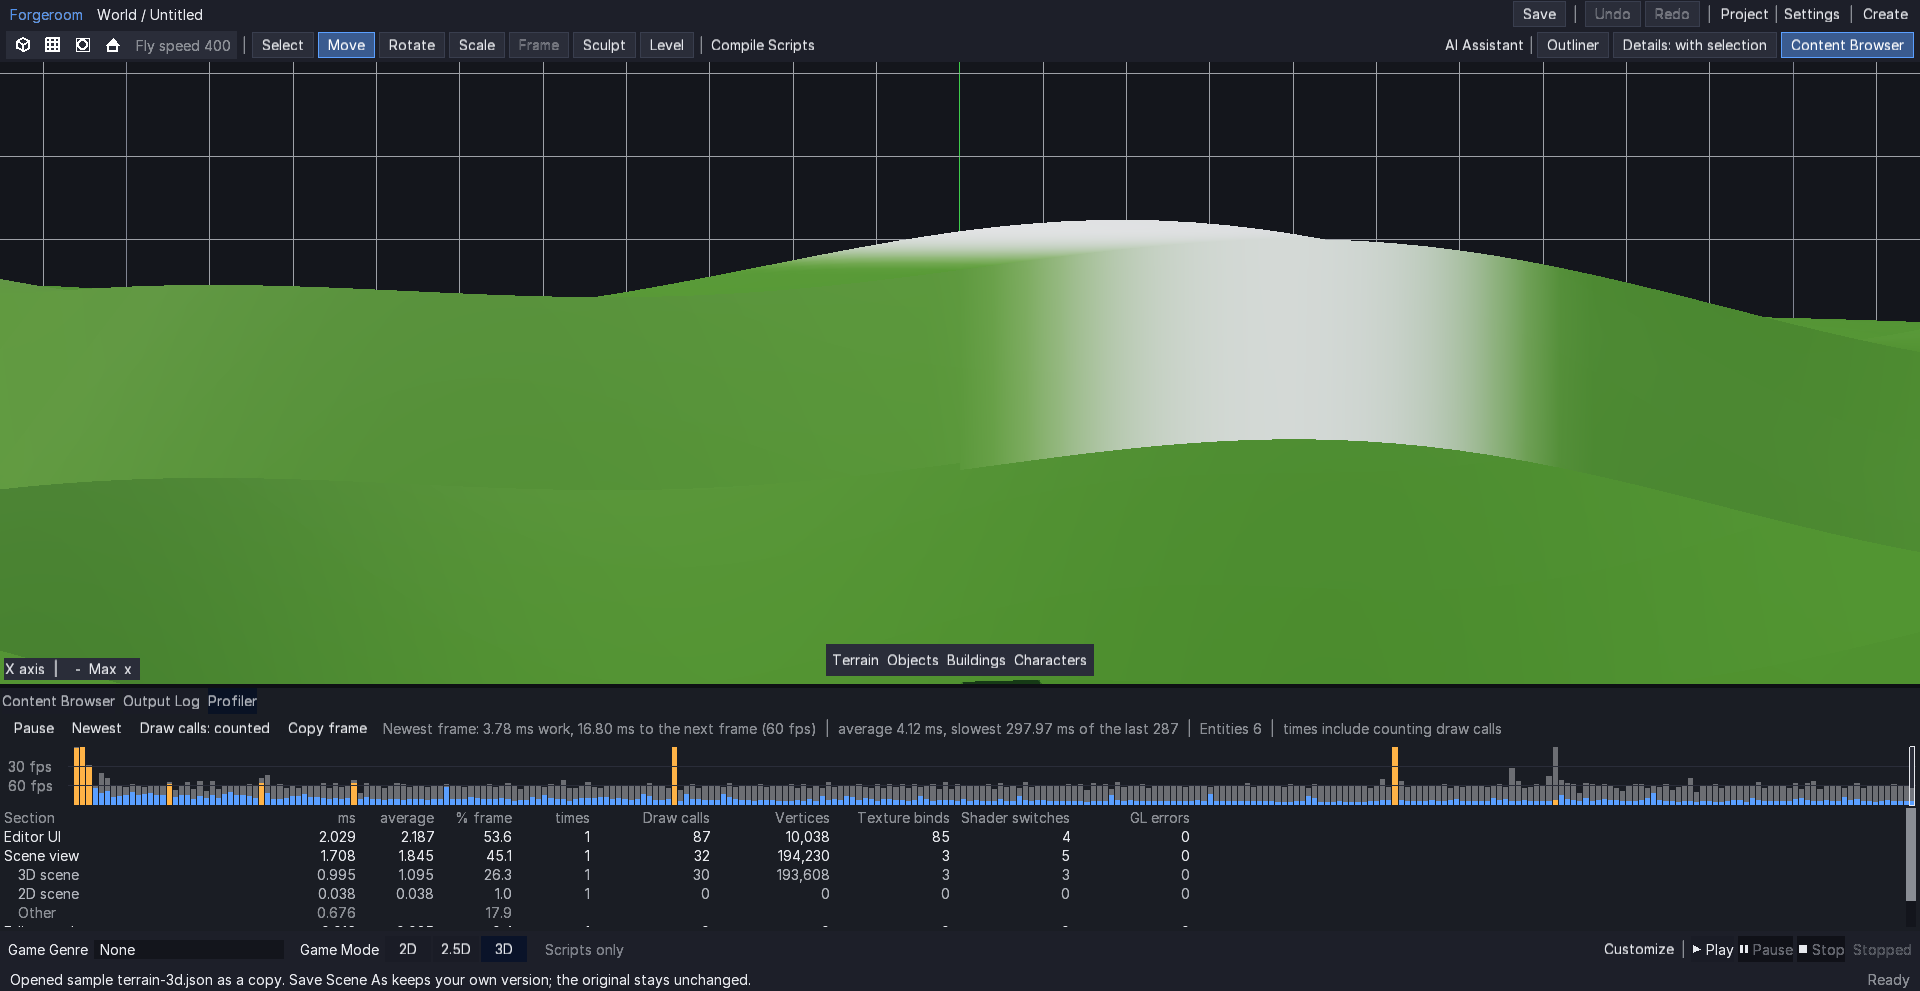 Forgeroom World / Untitled Save | Undo Redo | Project | Settings | Create
Fly speed 400 | Select Move Rotate Scale Frame Sculpt Level | Compile Scripts AI Assistant | Outliner Details: with selection Content Browser
Terrain Objects Buildings Characters
X axis | - Max x
Content Browser Output Log Profiler
Pause Newest Draw calls: counted Copy frame Newest frame: 3.78 ms work, 16.80 ms to the next frame (60 fps) | average 4.12 ms, slowest 297.97 ms of the last 287 | Entities 6 | times include counting draw calls
30 fps
60 fps
Section ms average % frame times Draw calls Vertices Texture binds Shader switches GL errors
Editor UI 2.029 2.187 53.6 1 87 10,038 85 4 0
Scene view 1.708 1.845 45.1 1 32 194,230 3 5 0
3D scene 0.995 1.095 26.3 1 30 193,608 3 3 0
2D scene 0.038 0.038 1.0 1 0 0 0 0 0
Other 0.676 17.9
Game Genre None Game Mode 2D 2.5D 3D Scripts only Customize | Play Pause Stop Stopped
Opened sample terrain-3d.json as a copy. Save Scene As keeps your own version; the original stays unchanged. Ready